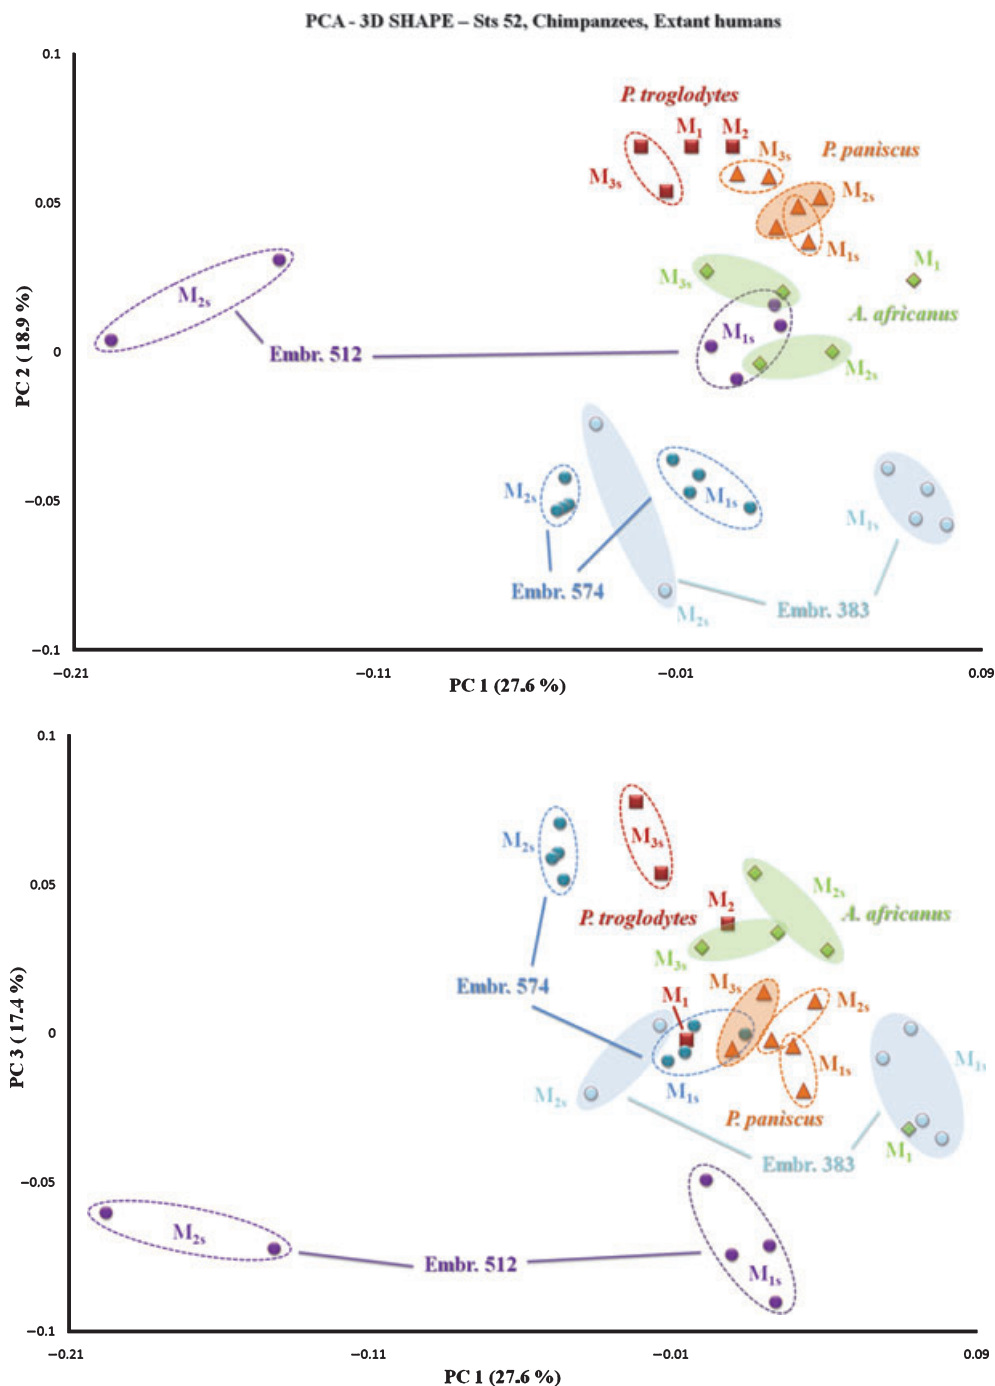 PCA - 3D SHAPE – Sts 52, Chimpanzees, Extant humans
0.1
P. troglodytes
M1 M2
M3s
P. paniscus
M3s
M2s
0.05
M1s
M3s
M1
M2s
A. africanus
M1s
0
Embr. 512
M2s
PC 2 ( 18.9 %)
M2s
M1s
−0.05
M1s
Embr. 574
Embr. 383
M2s
−0.1
−0.21 −0.11 −0.01 0.09
PC 1 (27.6 %)
0.1
M2s
M3s
0.05
M2s
M2
P. troglodytes
A. africanus
M3s
Embr. 574
M3s
M1
M2s
0
PC 3 ( 17.4 %)
M1s
M1s
M2s
M1s
P. paniscus
M1
Embr. 383
−0.05
M2s
Embr. 512
M1s
−0.1
−0.21 −0.11 −0.01 0.09
PC 1 (27.6 %)